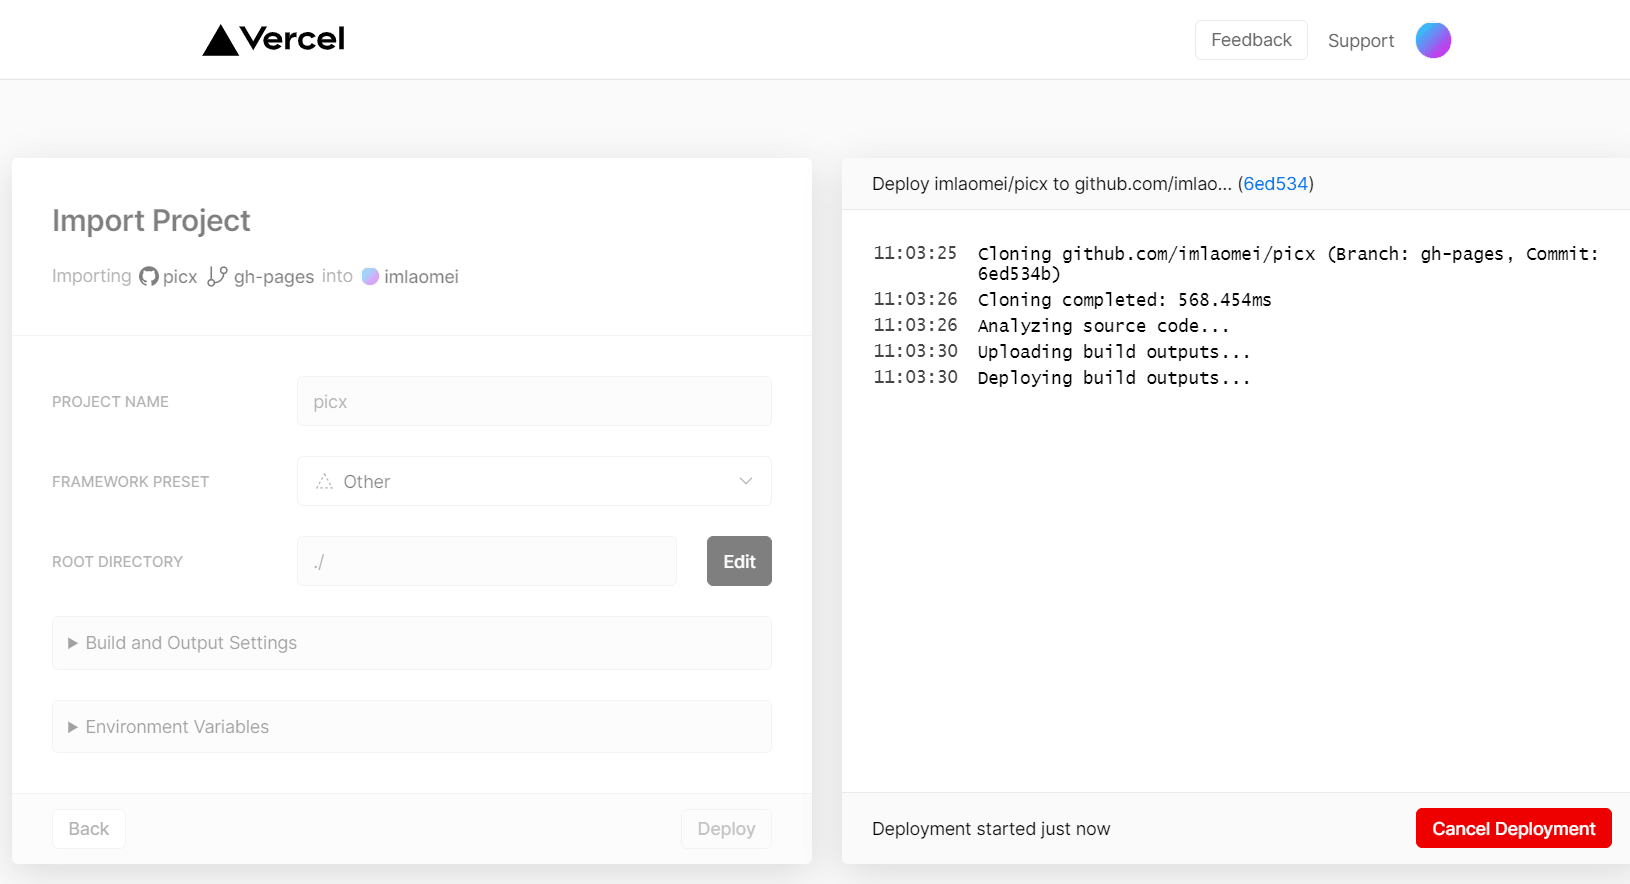 Vercel
Feedback
Support
Import Project
Importing picx gh-pages into imlaomei
PROJECT NAME
picx
FRAMEWORK PRESET
Other
ROOT DIRECTORY
./
Edit
Build and Output Settings
Environment Variables
Back
Deploy
Deploy imlaomei/picx to github.com/imlao... (6ed534)
11:03:25 Cloning github.com/imlaomei/picx (Branch: gh-pages, Commit:
6ed534b)
11:03:26 Cloning completed: 568.454ms
11:03:26 Analyzing source code...
11:03:30 Uploading build outputs...
11:03:30 Deploying build outputs...
Deployment started just now
Cancel Deployment